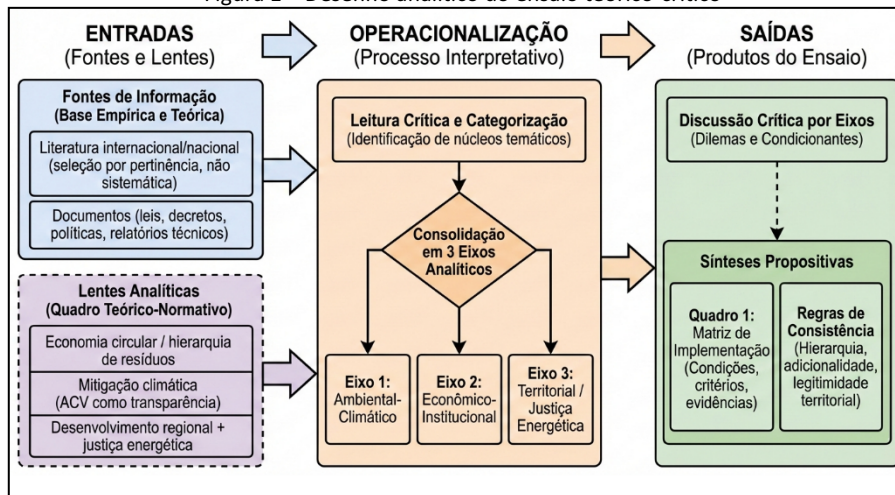 Figura 2 – Desenho analítico do ensaio teórico-crítico
ENTRADAS
(Fontes e Lentes)
OPERACIONALIZAÇÃO
(Processo Interpretativo)
SAÍDAS
(Produtos do Ensaio)
Fontes de Informação
(Base Empírica e Teórica)
Literatura internacional/nacional
(seleção por pertinência, não
sistemática)
Documentos (leis, decretos,
políticas, relatórios técnicos)
Lentes Analíticas
(Quadro Teórico-Normativo)
Economia circular / hierarquia
de resíduos
Mitigação climática
(ACV como transparência)
Desenvolvimento regional +
justiça energética
Leitura Crítica e Categorização
(Identificação de núcleos temáticos)
Consolidação
em 3 Eixos
Analíticos
Eixo 1:
Ambiental-
Climático
Eixo 2:
Econômico-
Institucional
Eixo 3:
Territorial /
Justiça
Energética
Discussão Crítica por Eixos
(Dilemas e Condicionantes)
Sínteses Propositivas
Quadro 1:
Matriz de
Implementação
(Condições,
critérios,
evidências)
Regras de
Consistência
(Hierarquia,
adicionalidade,
legitimidade
territorial)